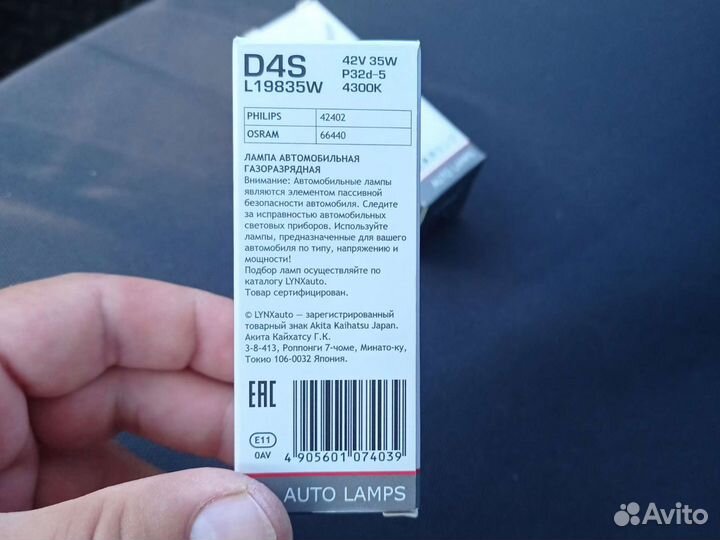 D4S
L19835W
42V 35W
P32d-5
4300K
PHILIPS 42402
OSRAM 66440
ЛАМПА АВТОМОБИЛЬНАЯ
ГАЗОРАЗРЯДНАЯ
Внимание: Автомобильные лампы
являются элементом пассивной
безопасности автомобиля. Следите
за исправностью автомобильных
световых приборов. Используйте
лампы, предназначенные для вашего
автомобиля по типу, напряжению и
мощности!
Подбор ламп осуществляйте по
каталогу LYNXauto.
Товар сертифицирован.
© LYNXauto — зарегистрированный
товарный знак Akita Kaihatsu Japan.
Акита Кайхатсу Г.К.
3-8-413, Роппонги 7-чоме, Минато-ку,
Токио 106-0032 Япония.
EAC
E11
0AV
4 905601 074039
AUTO LAMPS
AUTO LAMPS
Avito